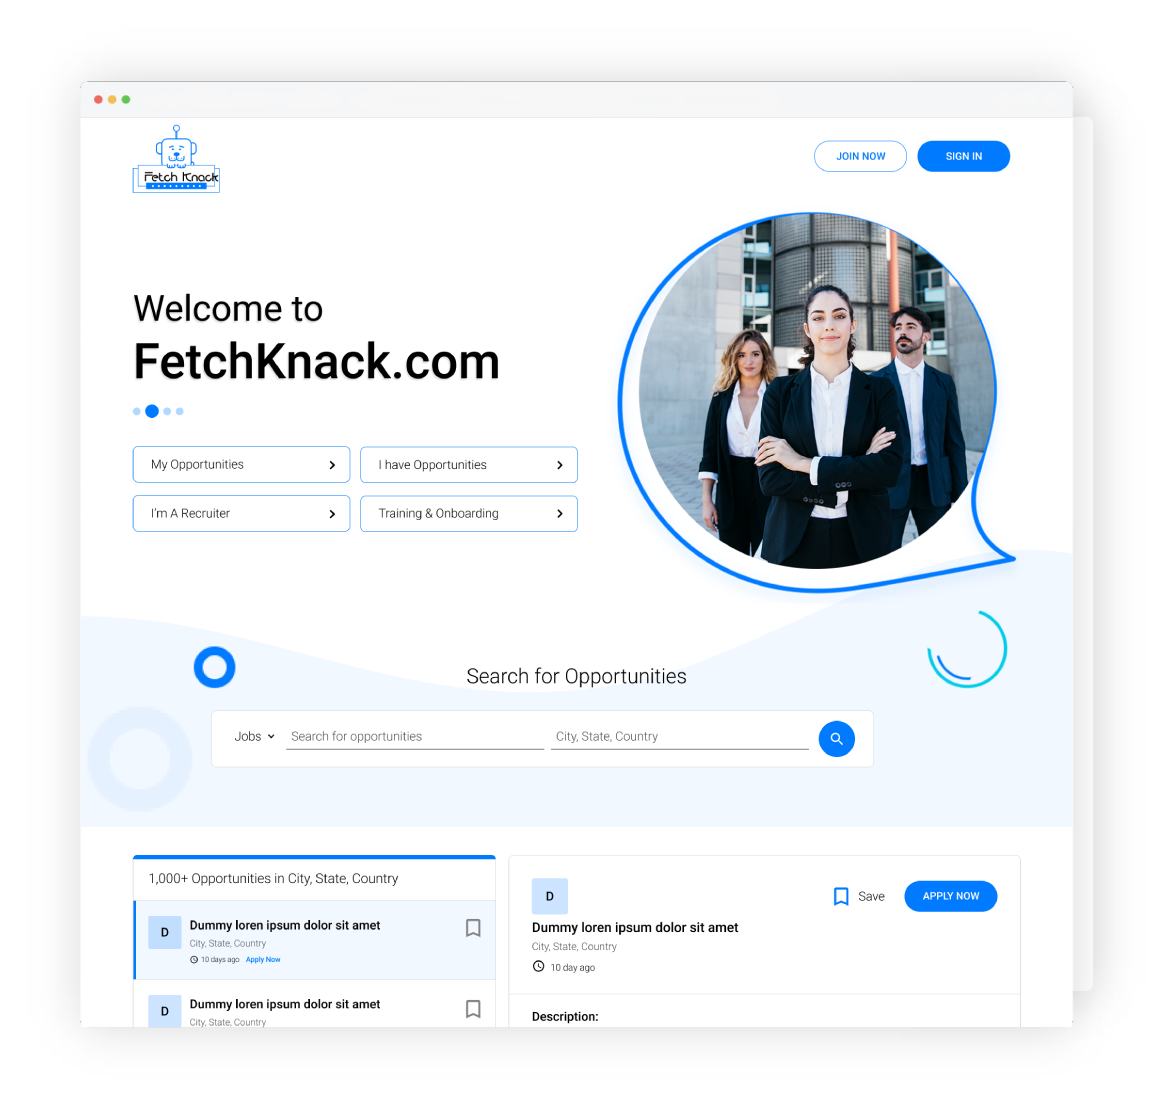 Fetch Knack
JOIN NOW
SIGN IN
Welcome to
FetchKnack.com
My Opportunities
I have Opportunities
I'm A Recruiter
Training & Onboarding
Search for Opportunities
Jobs
Search for opportunities
City, State, Country
1,000+ Opportunities in City, State, Country
D
Dummy loren ipsum dolor sit amet
City, State, Country
10 days ago Apply Now
D
Dummy loren ipsum dolor sit amet
City, State, Country
D
Save
APPLY NOW
Dummy loren ipsum dolor sit amet
City, State, Country
10 day ago
Description: